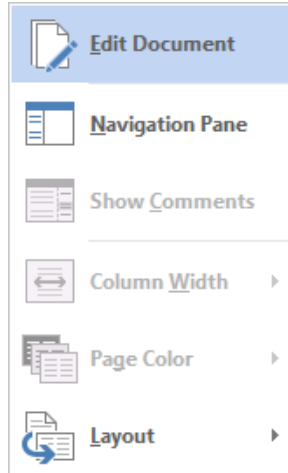 Edit Document
Navigation Pane
Show Comments
Column Width
Page Color
Layout